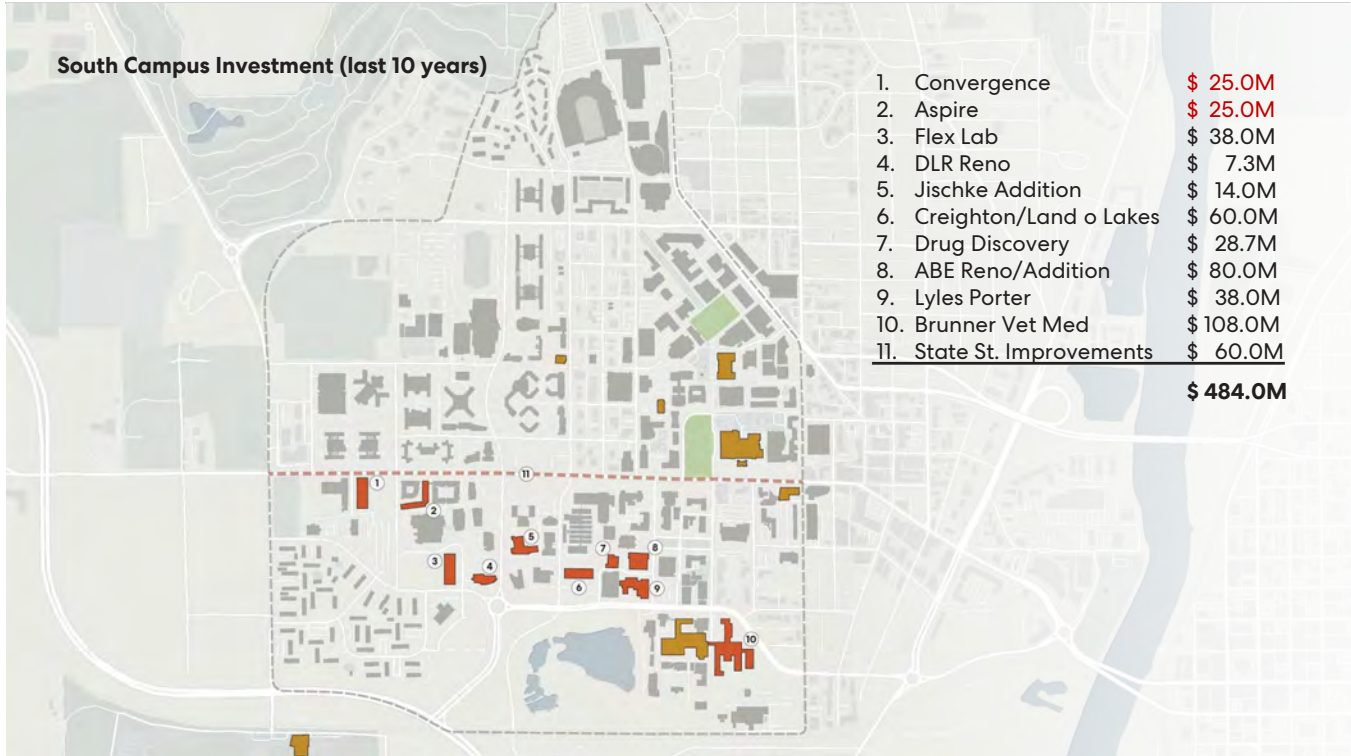 South Campus Investment (last 10 years)
1. Convergence $ 25.0M
2. Aspire $ 25.0M
3. Flex Lab $ 38.0M
4. DLR Reno $ 7.3M
5. Jischke Addition $ 14.0M
6. Creighton/Land o Lakes $ 60.0M
7. Drug Discovery $ 28.7M
8. ABE Reno/Addition $ 80.0M
9. Lyles Porter $ 38.0M
10. Brunner Vet Med $ 108.0M
11. State St. Improvements $ 60.0M
$ 484.0M
11
1
2
5
7
8
3
4
6
9
10